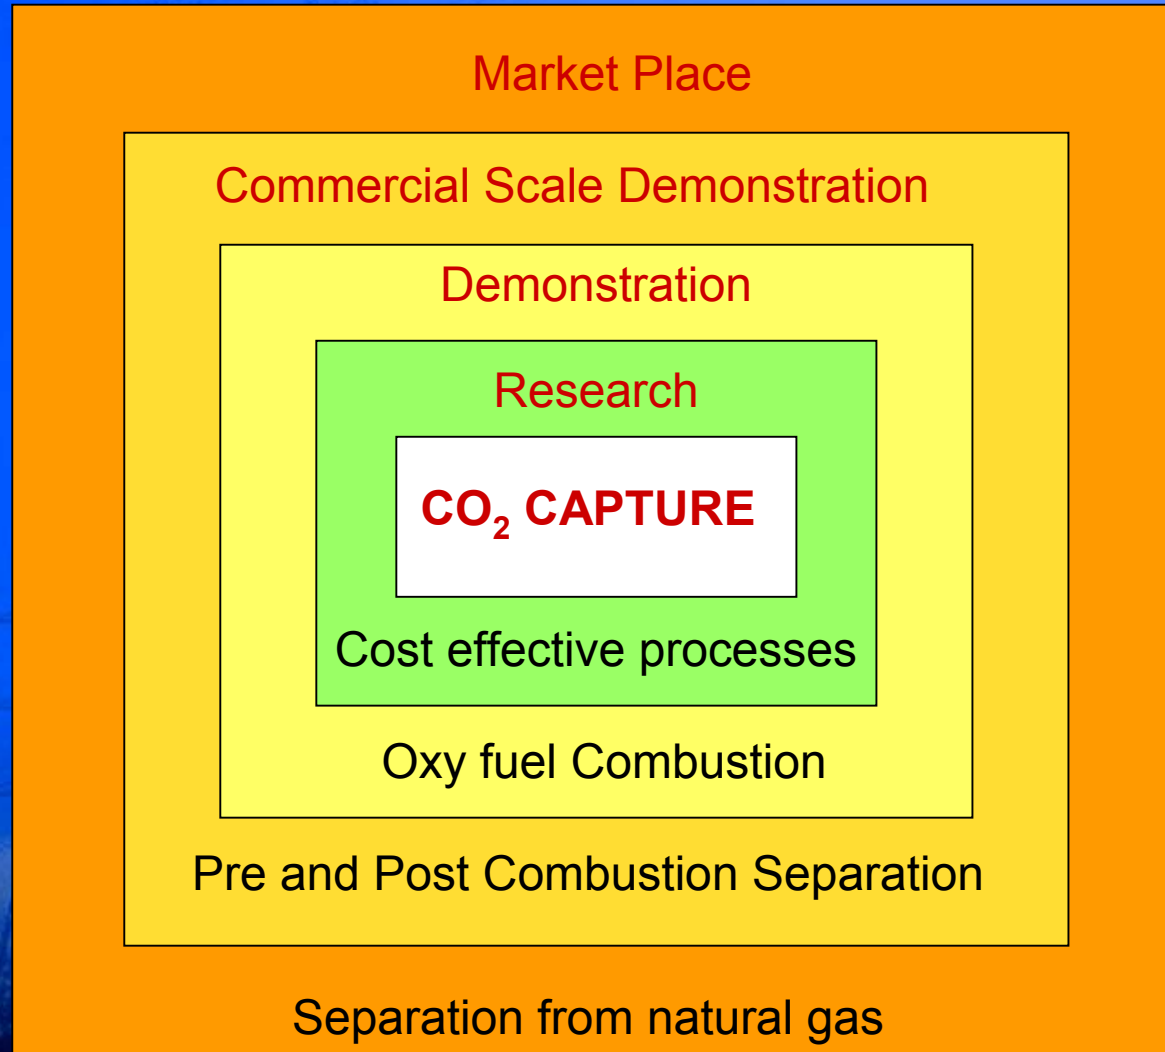 Market Place
Commercial Scale Demonstration
Demonstration
Research
CO₂ CAPTURE
Cost effective processes
Oxy fuel Combustion
Pre and Post Combustion Separation
Separation from natural gas